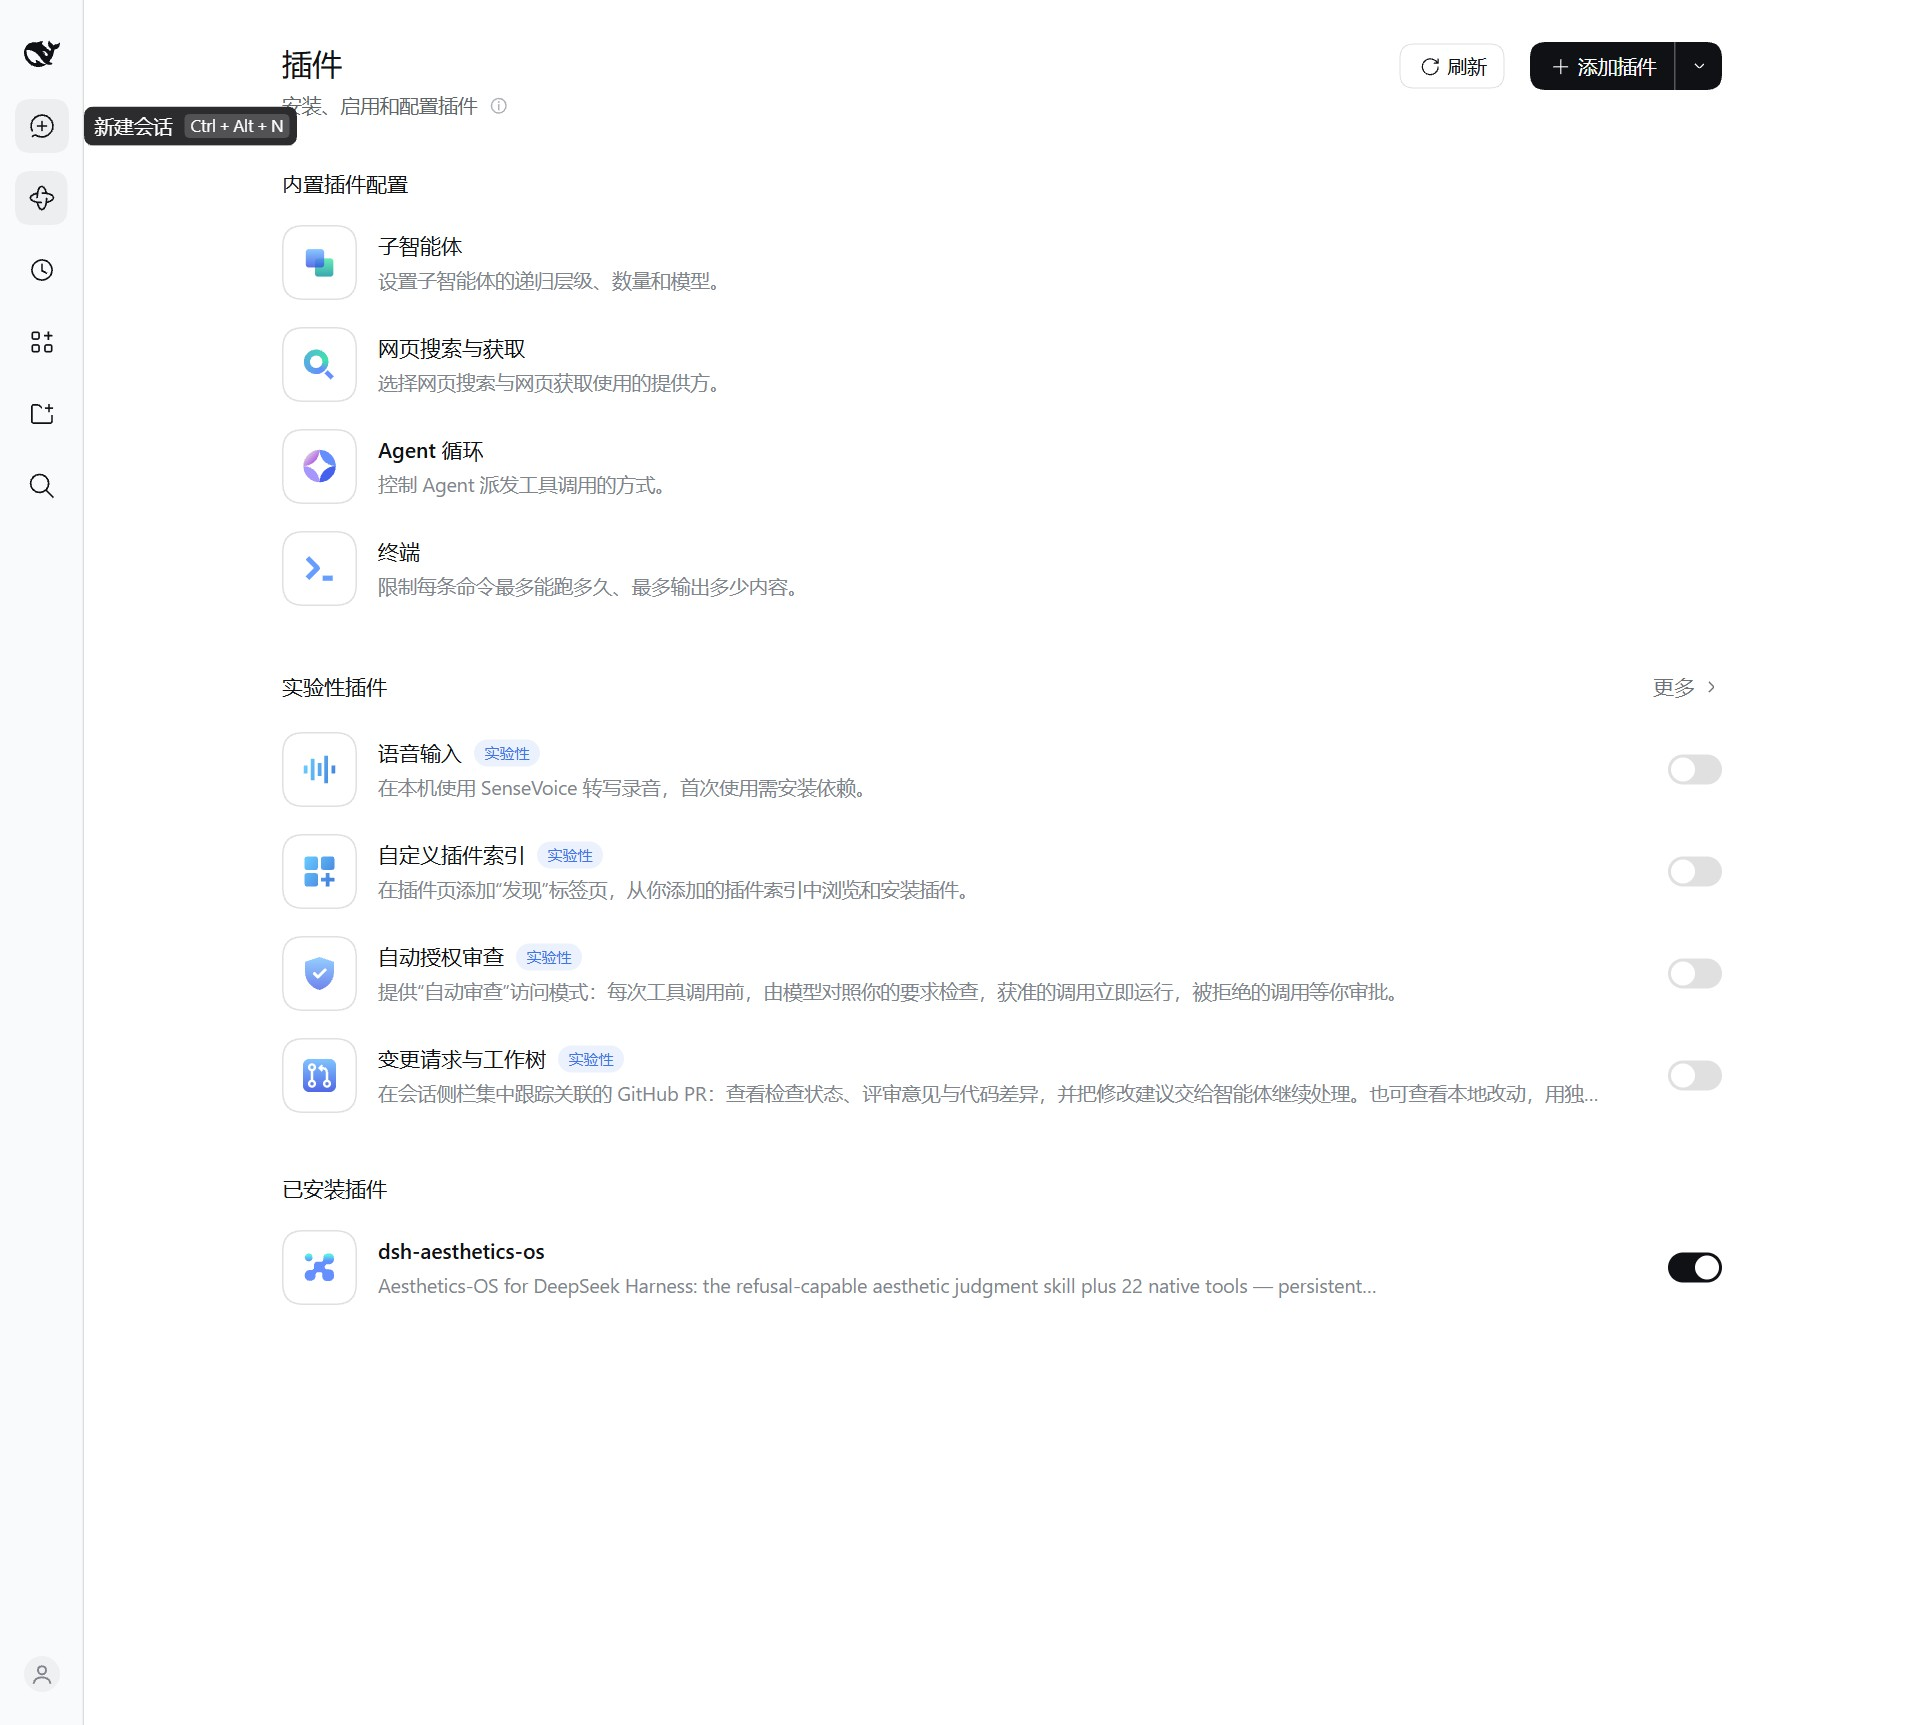 插件
刷新
添加插件
安装、启用和配置插件
新建会话 Ctrl + Alt + N
内置插件配置
子智能体
设置子智能体的递归层级、数量和模型。
网页搜索与获取
选择网页搜索与网页获取使用的提供方。
Agent 循环
控制 Agent 派发工具调用的方式。
终端
限制每条命令最多能跑多久、最多输出多少内容。
实验性插件
更多
语音输入 实验性
在本机使用 SenseVoice 转写录音，首次使用需安装依赖。
自定义插件索引 实验性
在插件页添加“发现”标签页，从你添加的插件索引中浏览和安装插件。
自动授权审查 实验性
提供“自动审查”访问模式：每次工具调用前，由模型对照你的要求检查，获准的调用立即运行，被拒绝的调用等你审批。
变更请求与工作树 实验性
在会话侧栏集中跟踪关联的 GitHub PR：查看检查状态、评审意见与代码差异，并把修改建议交给智能体继续处理。也可查看本地改动，用独...
已安装插件
dsh-aesthetics-os
Aesthetics-OS for DeepSeek Harness: the refusal-capable aesthetic judgment skill plus 22 native tools — persistent...